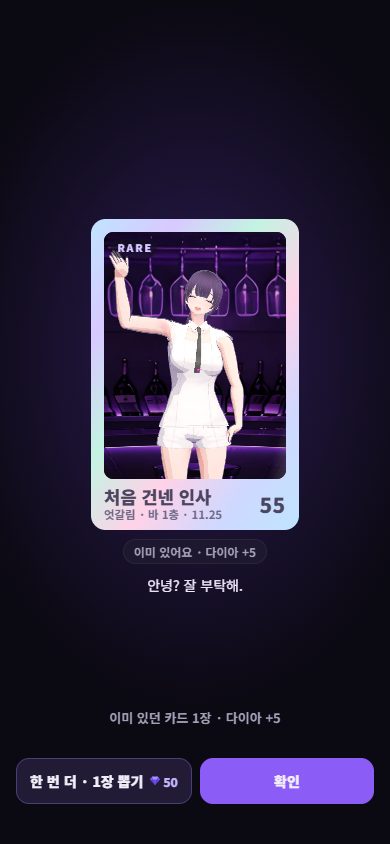 RARE
처음 건넨 인사
엇갈림 · 바 1층 · 11.25
55
이미 있어요 · 다이아 +5
안녕? 잘 부탁해.
이미 있던 카드 1장 · 다이아 +5
한 번 더 · 1장 뽑기 50
확인